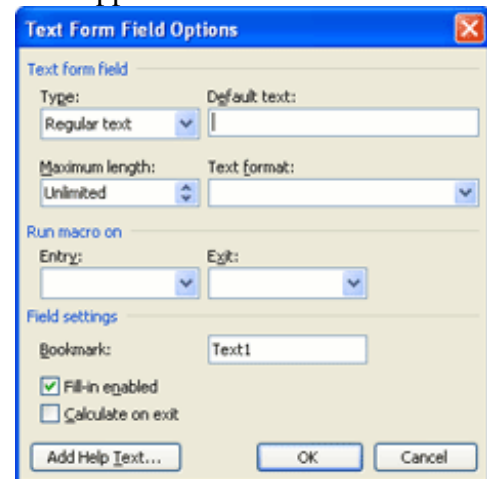 Text Form Field Options
Text form field
Type: Default text:
Regular text
Maximum length: Text format:
Unlimited
Run macro on
Entry: Exit:
Field settings
Bookmark: Text1
Fill-in enabled
Calculate on exit
Add Help Text... OK Cancel